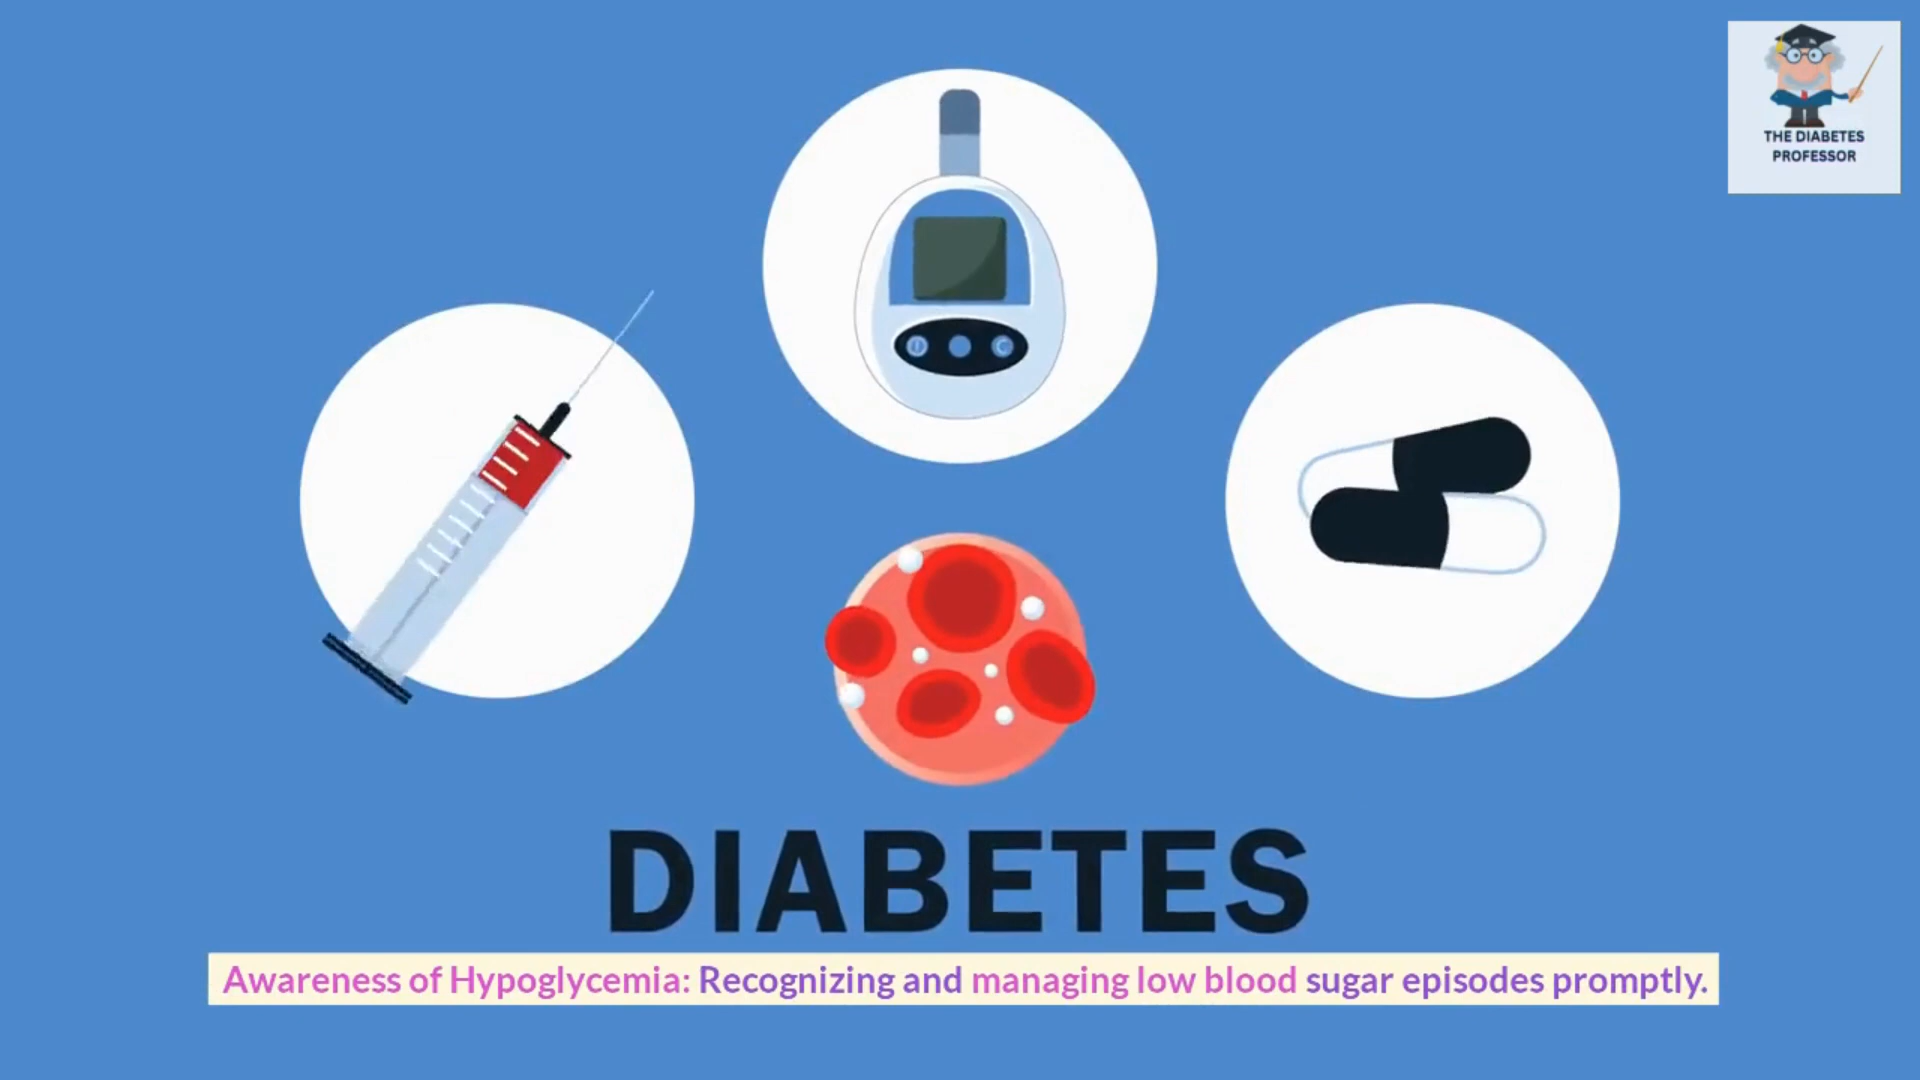 THE DIABETES
PROFESSOR
DIABETES
Awareness of Hypoglycemia: Recognizing and managing low blood sugar episodes promptly.